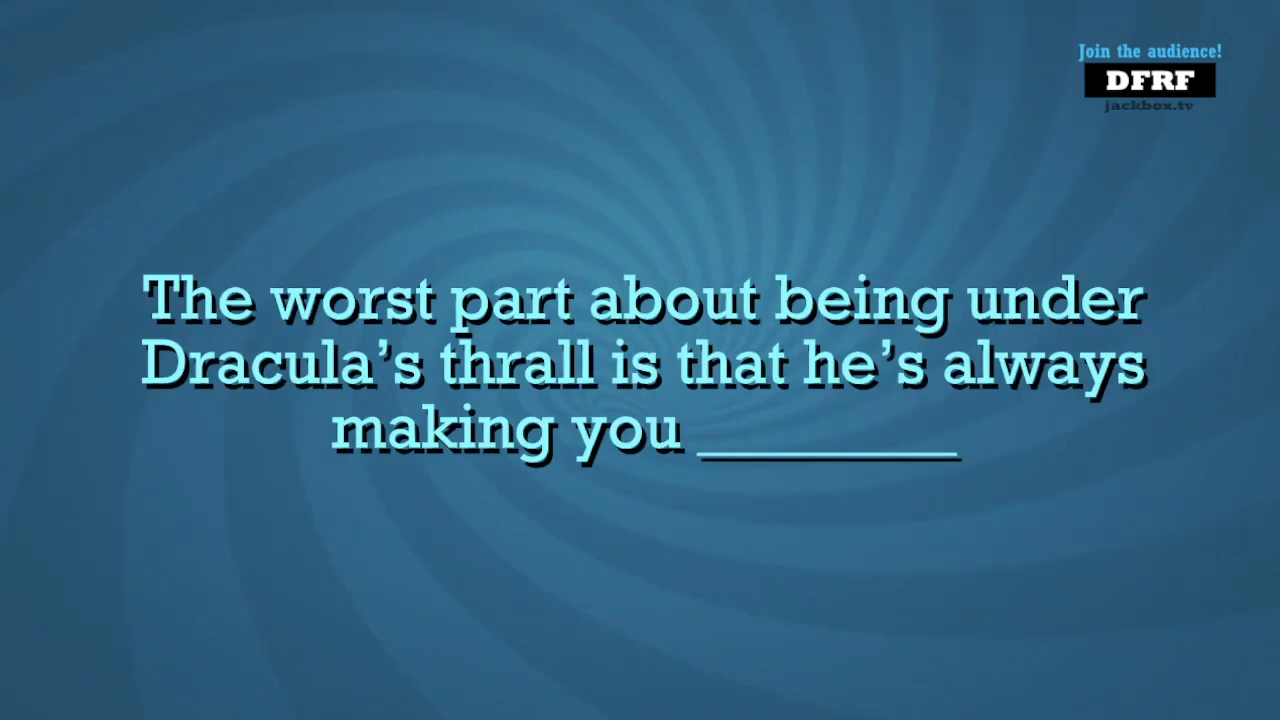 Join the audience!
DFRF
jackbox.tv
The worst part about being under
Dracula’s thrall is that he’s always
making you _________